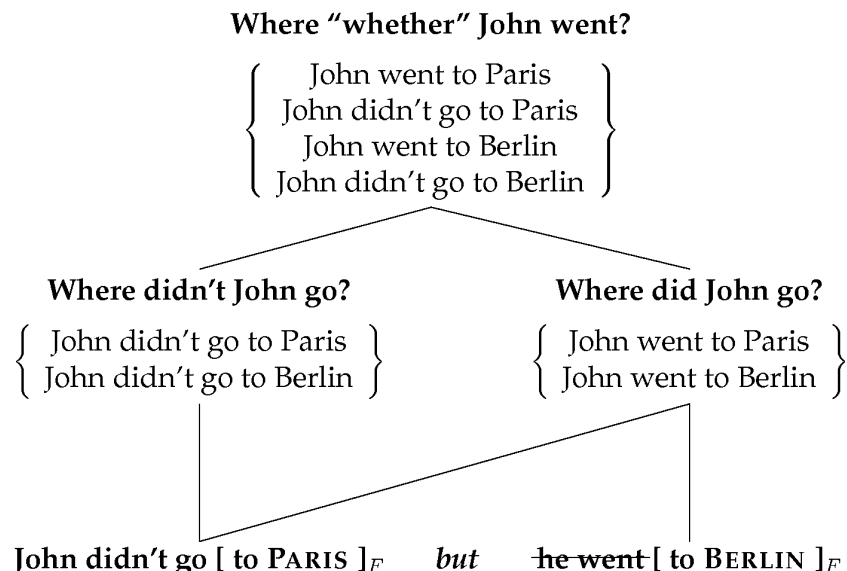 Where “whether” John went?
John went to Paris
John didn’t go to Paris
John went to Berlin
John didn’t go to Berlin
Where didn’t John go?
John didn’t go to Paris
John didn’t go to Berlin
Where did John go?
John went to Paris
John went to Berlin
John didn’t go [ to PARIS ]F but he went [ to BERLIN ]F